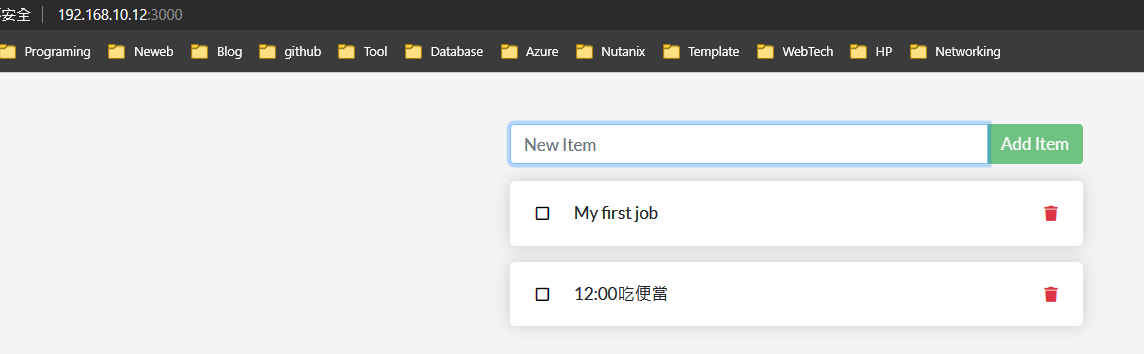 安全 192.168.10.12:3000
Programing Neweb Blog github Tool Database Azure Nutanix Template WebTech HP Networking
New Item Add Item
My first job
12:00吃便當